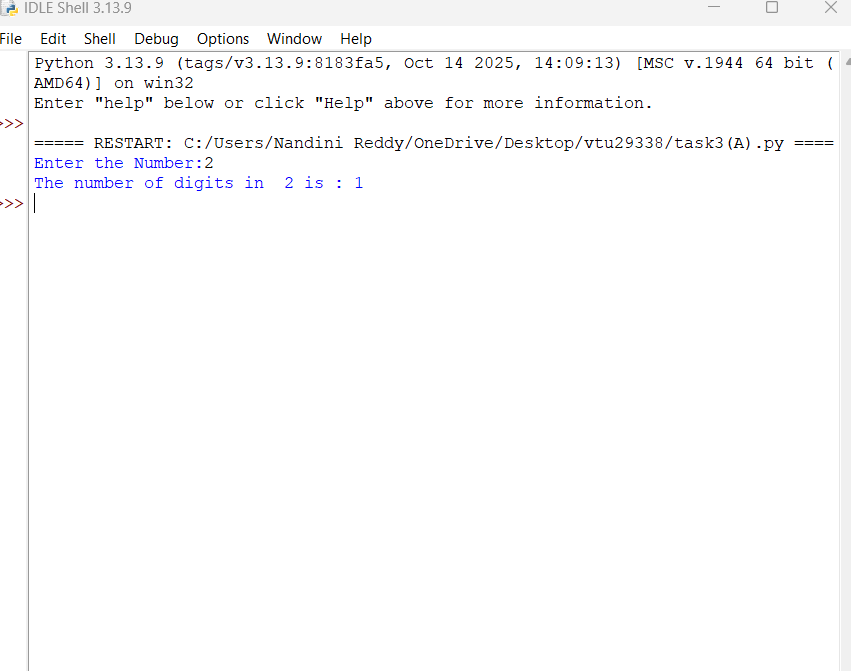 IDLE Shell 3.13.9
File Edit Shell Debug Options Window Help
Python 3.13.9 (tags/v3.13.9:8183fa5, Oct 14 2025, 14:09:13) [MSC v.1944 64 bit (
AMD64)] on win32
Enter "help" below or click "Help" above for more information.
>>>
===== RESTART: C:/Users/Nandini Reddy/OneDrive/Desktop/vtu29338/task3(A).py ====
Enter the Number:2
The number of digits in  2 is : 1
>>>